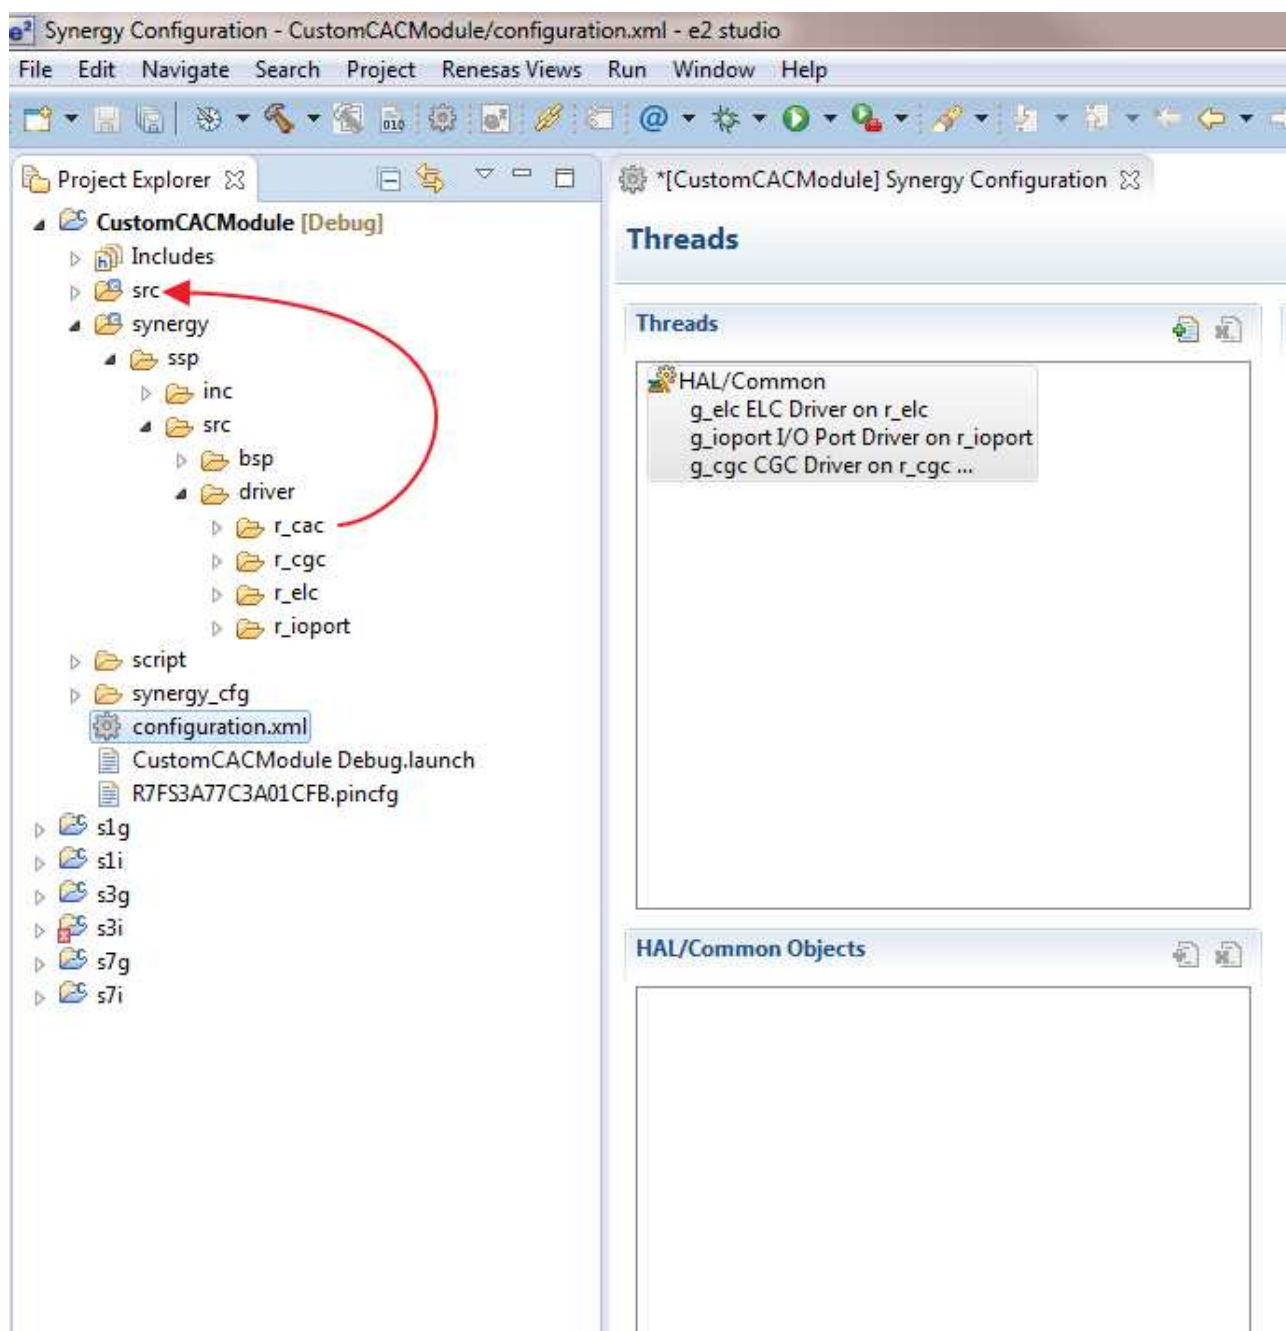 Synergy Configuration - CustomCACModule/configuration.xml - e2 studio
File Edit Navigate Search Project Renesas Views Run Window Help
Project Explorer
*[CustomCACModule] Synergy Configuration
CustomCACModule [Debug]
Includes
src
synergy
ssp
inc
src
bsp
driver
r_cac
r_cgc
r_elc
r_ioport
script
synergy_cfg
configuration.xml
CustomCACModule Debug.launch
R7FS3A77C3A01CFB.pincfg
s1g
s1i
s3g
s3i
s7g
s7i
Threads
Threads
HAL/Common
g_elc ELC Driver on r_elc
g_ioport I/O Port Driver on r_ioport
g_cgc CGC Driver on r_cgc ...
HAL/Common Objects